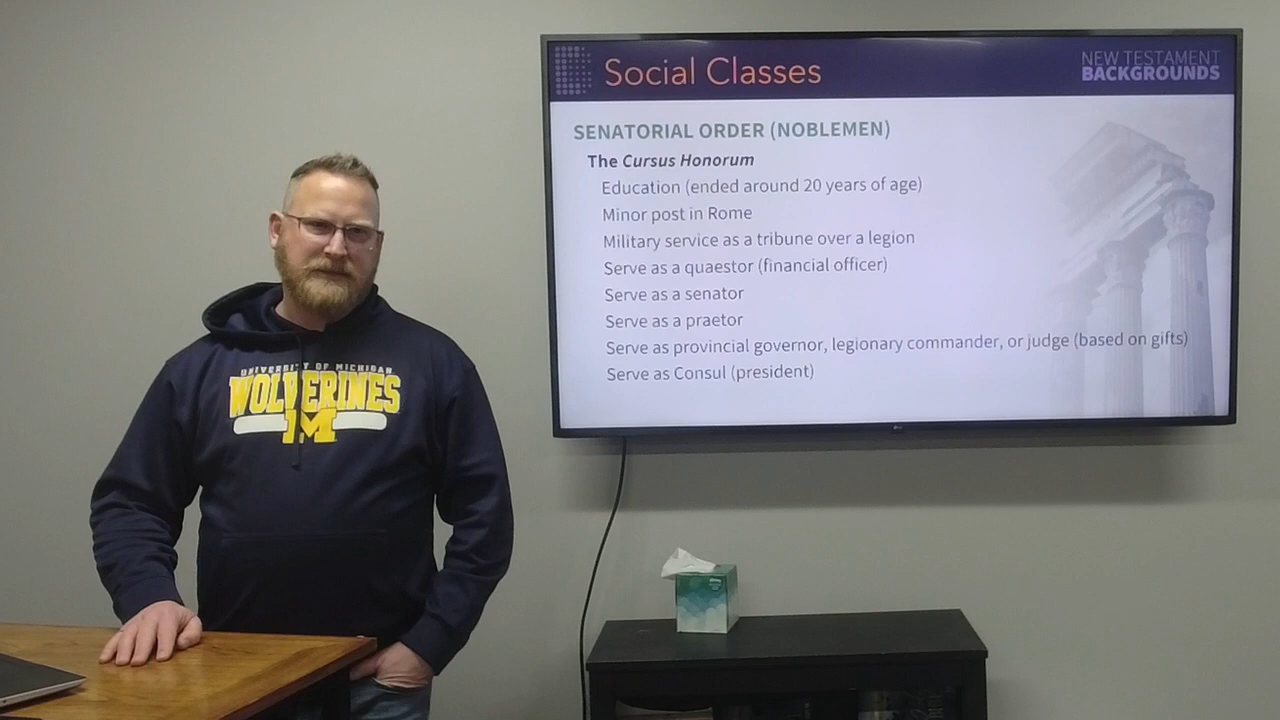 Social Classes
NEW TESTAMENT
BACKGROUNDS
SENATORIAL ORDER (NOBLEMEN)
The Cursus Honorum
Education (ended around 20 years of age)
Minor post in Rome
Military service as a tribune over a legion
Serve as a quaestor (financial officer)
Serve as a senator
Serve as a praetor
Serve as provincial governor, legionary commander, or judge (based on gifts)
Serve as Consul (president)
UNIVERSITY OF MICHIGAN
WOLVERINES
M